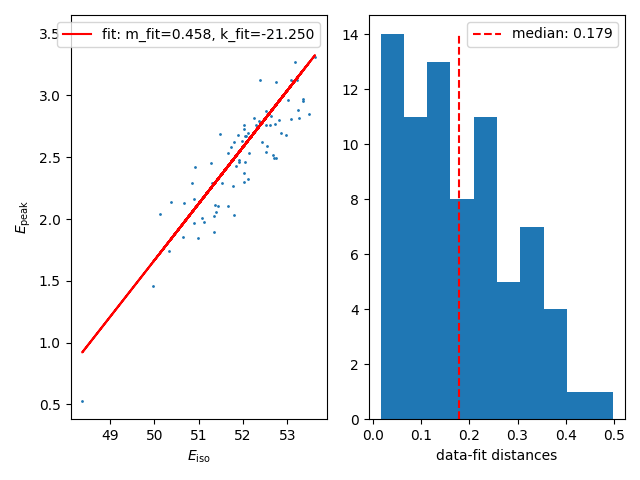 fit: m_fit=0.458, k_fit=-21.250
3.5
3.0
2.5
2.0
1.5
1.0
0.5
E_peak
49 50 51 52 53
E_iso
median: 0.179
14
12
10
8
6
4
2
0
0.0 0.1 0.2 0.3 0.4 0.5
data-fit distances